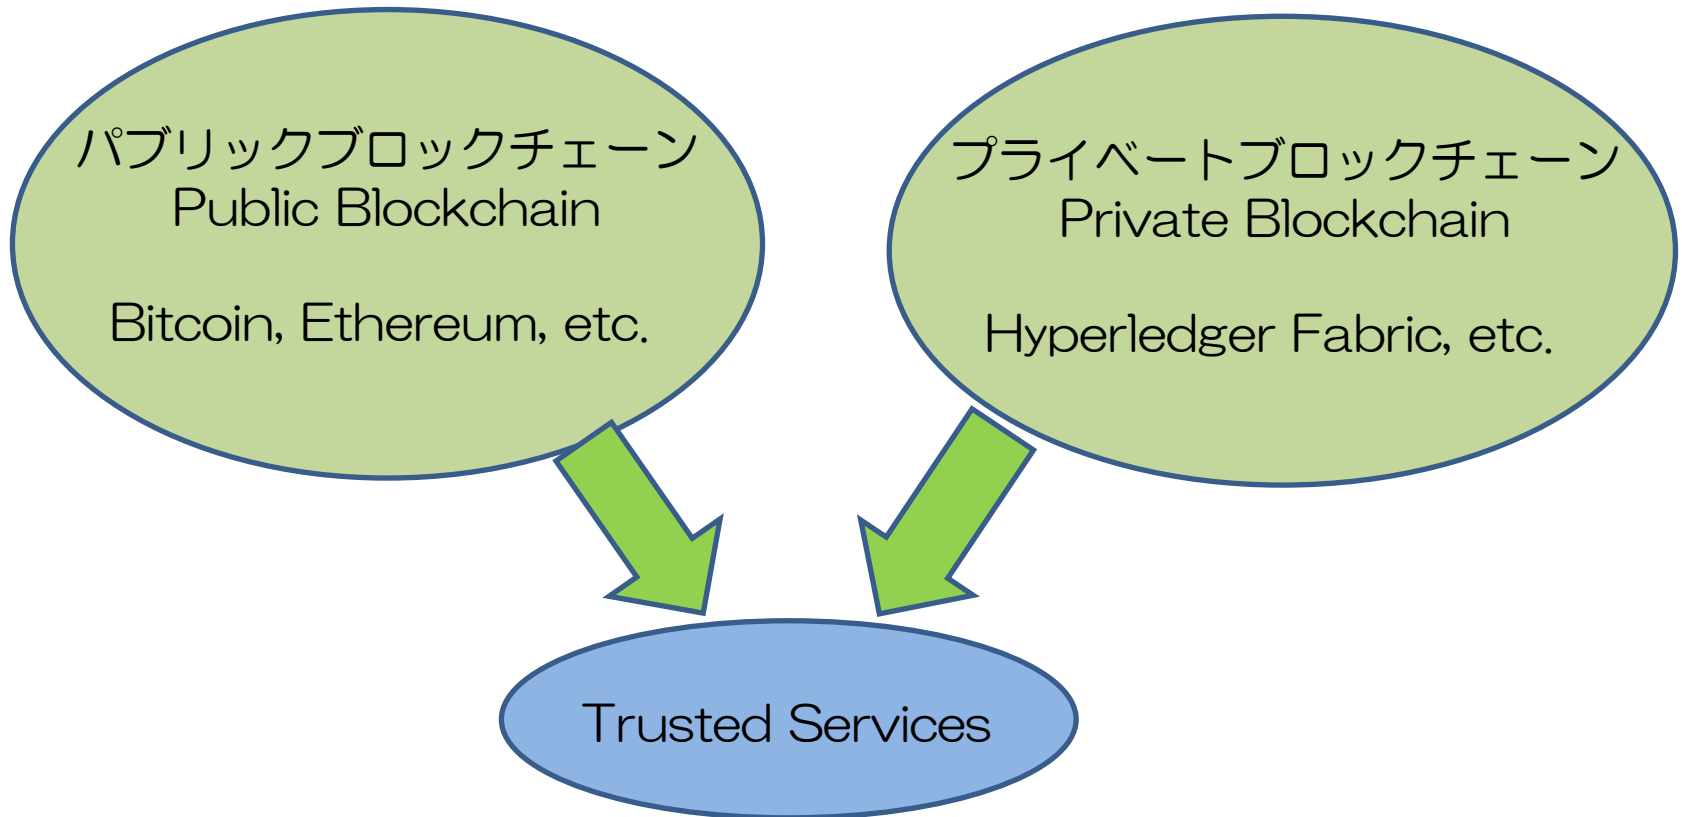 パブリックブロックチェーン
Public Blockchain
Bitcoin, Ethereum, etc.
プライベートブロックチェーン
Private Blockchain
Hyperledger Fabric, etc.
Trusted Services